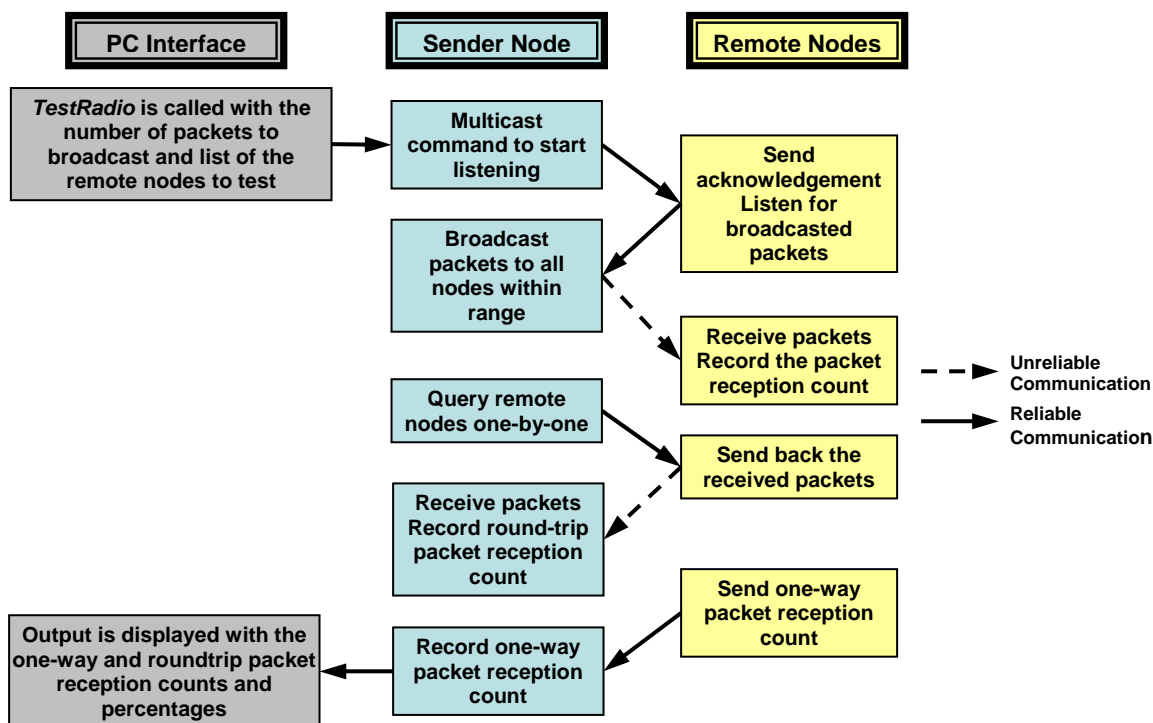 PC Interface
Sender Node
Remote Nodes
TestRadio is called with the
number of packets to
broadcast and list of the
remote nodes to test
Multicast
command to start
listening
Send
acknowledgement
Listen for
broadcasted
packets
Broadcast
packets to all
nodes within
range
Receive packets
Record the packet
reception count
Unreliable
Communication
Reliable
Communication
Query remote
nodes one-by-one
Send back the
received packets
Receive packets
Record round-trip
packet reception
count
Send one-way
packet reception
count
Record one-way
packet reception
count
Output is displayed with the
one-way and roundtrip packet
reception counts and
percentages